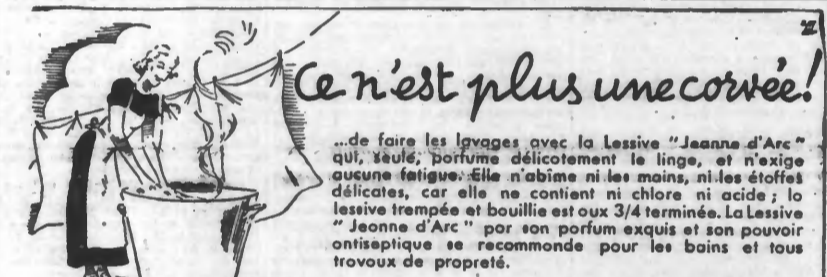 Ce n'est plus une corvée!
...de faire les lavages avec la Lessive "Jeanne d'Arc"
qui, seule, parfume délicatement le linge, et n'exige
aucune fatigue. Elle n'abîme ni les mains, ni les étoffes
délicates, car elle ne contient ni chlore ni acide ; la
lessive trempée et bouillie est aux 3/4 terminée. La Lessive
"Jeanne d'Arc" par son parfum exquis et son pouvoir
antiseptique se recommande pour les bains et tous
travaux de propreté.